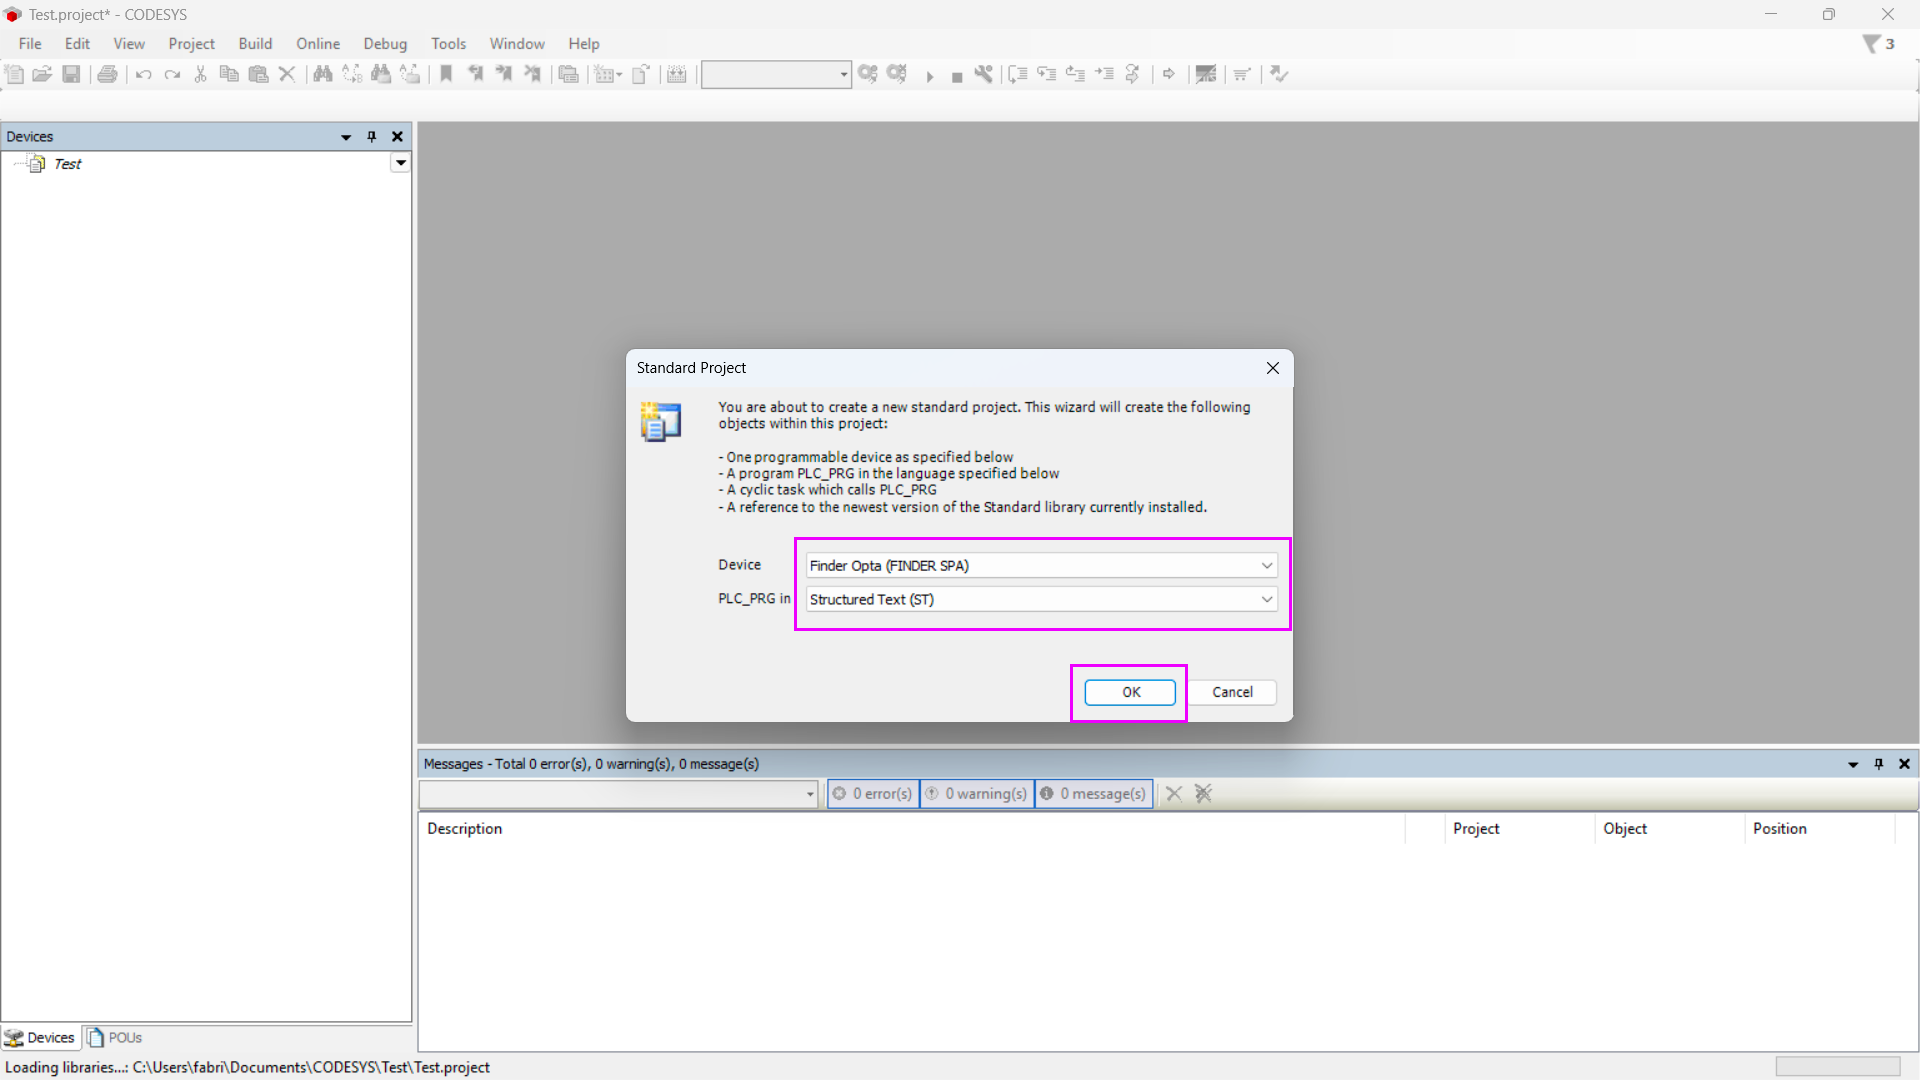 Test.project* - CODESYS
File Edit View Project Build Online Debug Tools Window Help
3
Devices
Test
Standard Project
You are about to create a new standard project. This wizard will create the following
objects within this project:
- One programmable device as specified below
- A program PLC_PRG in the language specified below
- A cyclic task which calls PLC_PRG
- A reference to the newest version of the Standard library currently installed.
Device Finder Opta (FINDER SPA)
PLC_PRG in Structured Text (ST)
OK Cancel
Messages - Total 0 error(s), 0 warning(s), 0 message(s)
0 error(s) 0 warning(s) 0 message(s)
Description Project Object Position
Devices POUs
Loading libraries...: C:\Users\fabri\Documents\CODESYS\Test\Test.project